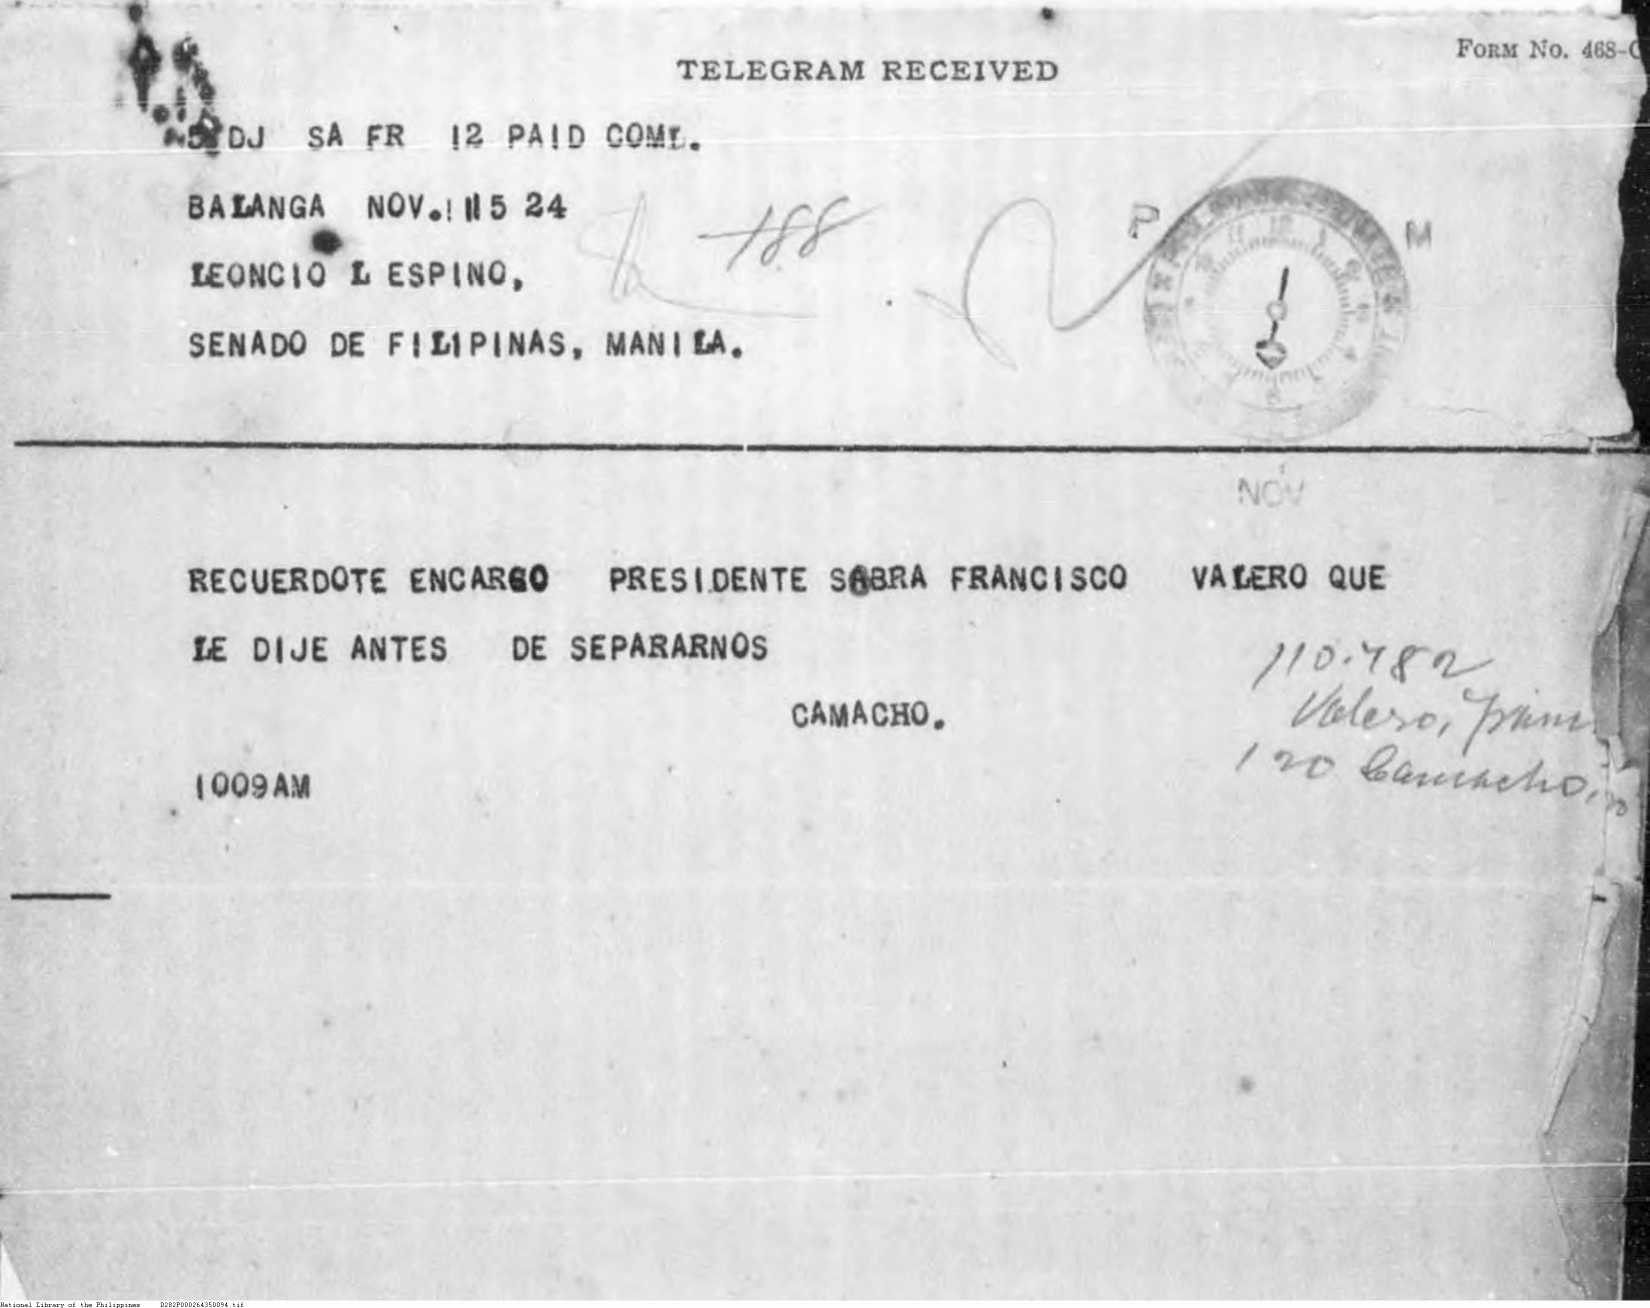 FORM NO. 468-C
TELEGRAM RECEIVED
DJ SA FR 12 PAID COML.
BALANGA NOV. 15 24
188
P M
LEONCIO L ESPINO,
SENADO DE FILIPINAS, MANILA.
NOV
RECUERDOTE ENCARGO PRESIDENTE SOBRA FRANCISCO VALERO QUE
LE DIJE ANTES DE SEPARARNOS
CAMACHO.
110.782
Valero,
120 Camacho,
1009AM
National Library of the Philippines D282P000264350094.tif